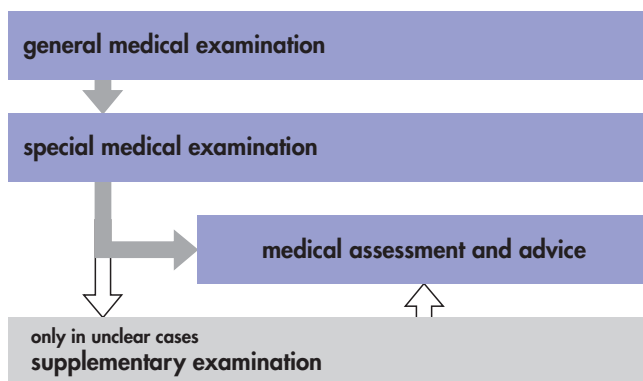 general medical examination
special medical examination
medical assessment and advice
only in unclear cases
supplementary examination